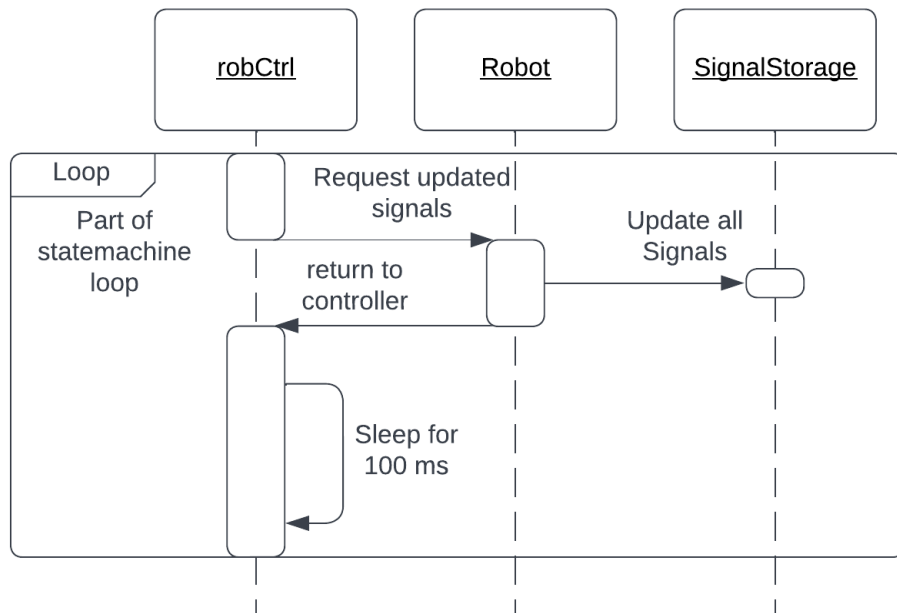 robCtrl
Robot
SignalStorage
Loop
Part of
statemachine
loop
Request updated
signals
Update all
Signals
return to
controller
Sleep for
100 ms